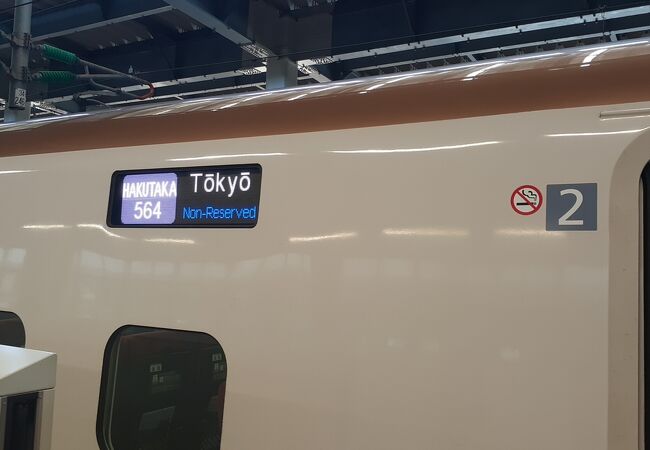 HAKUTAKA
564
Tōkyō
Non-Reserved
2